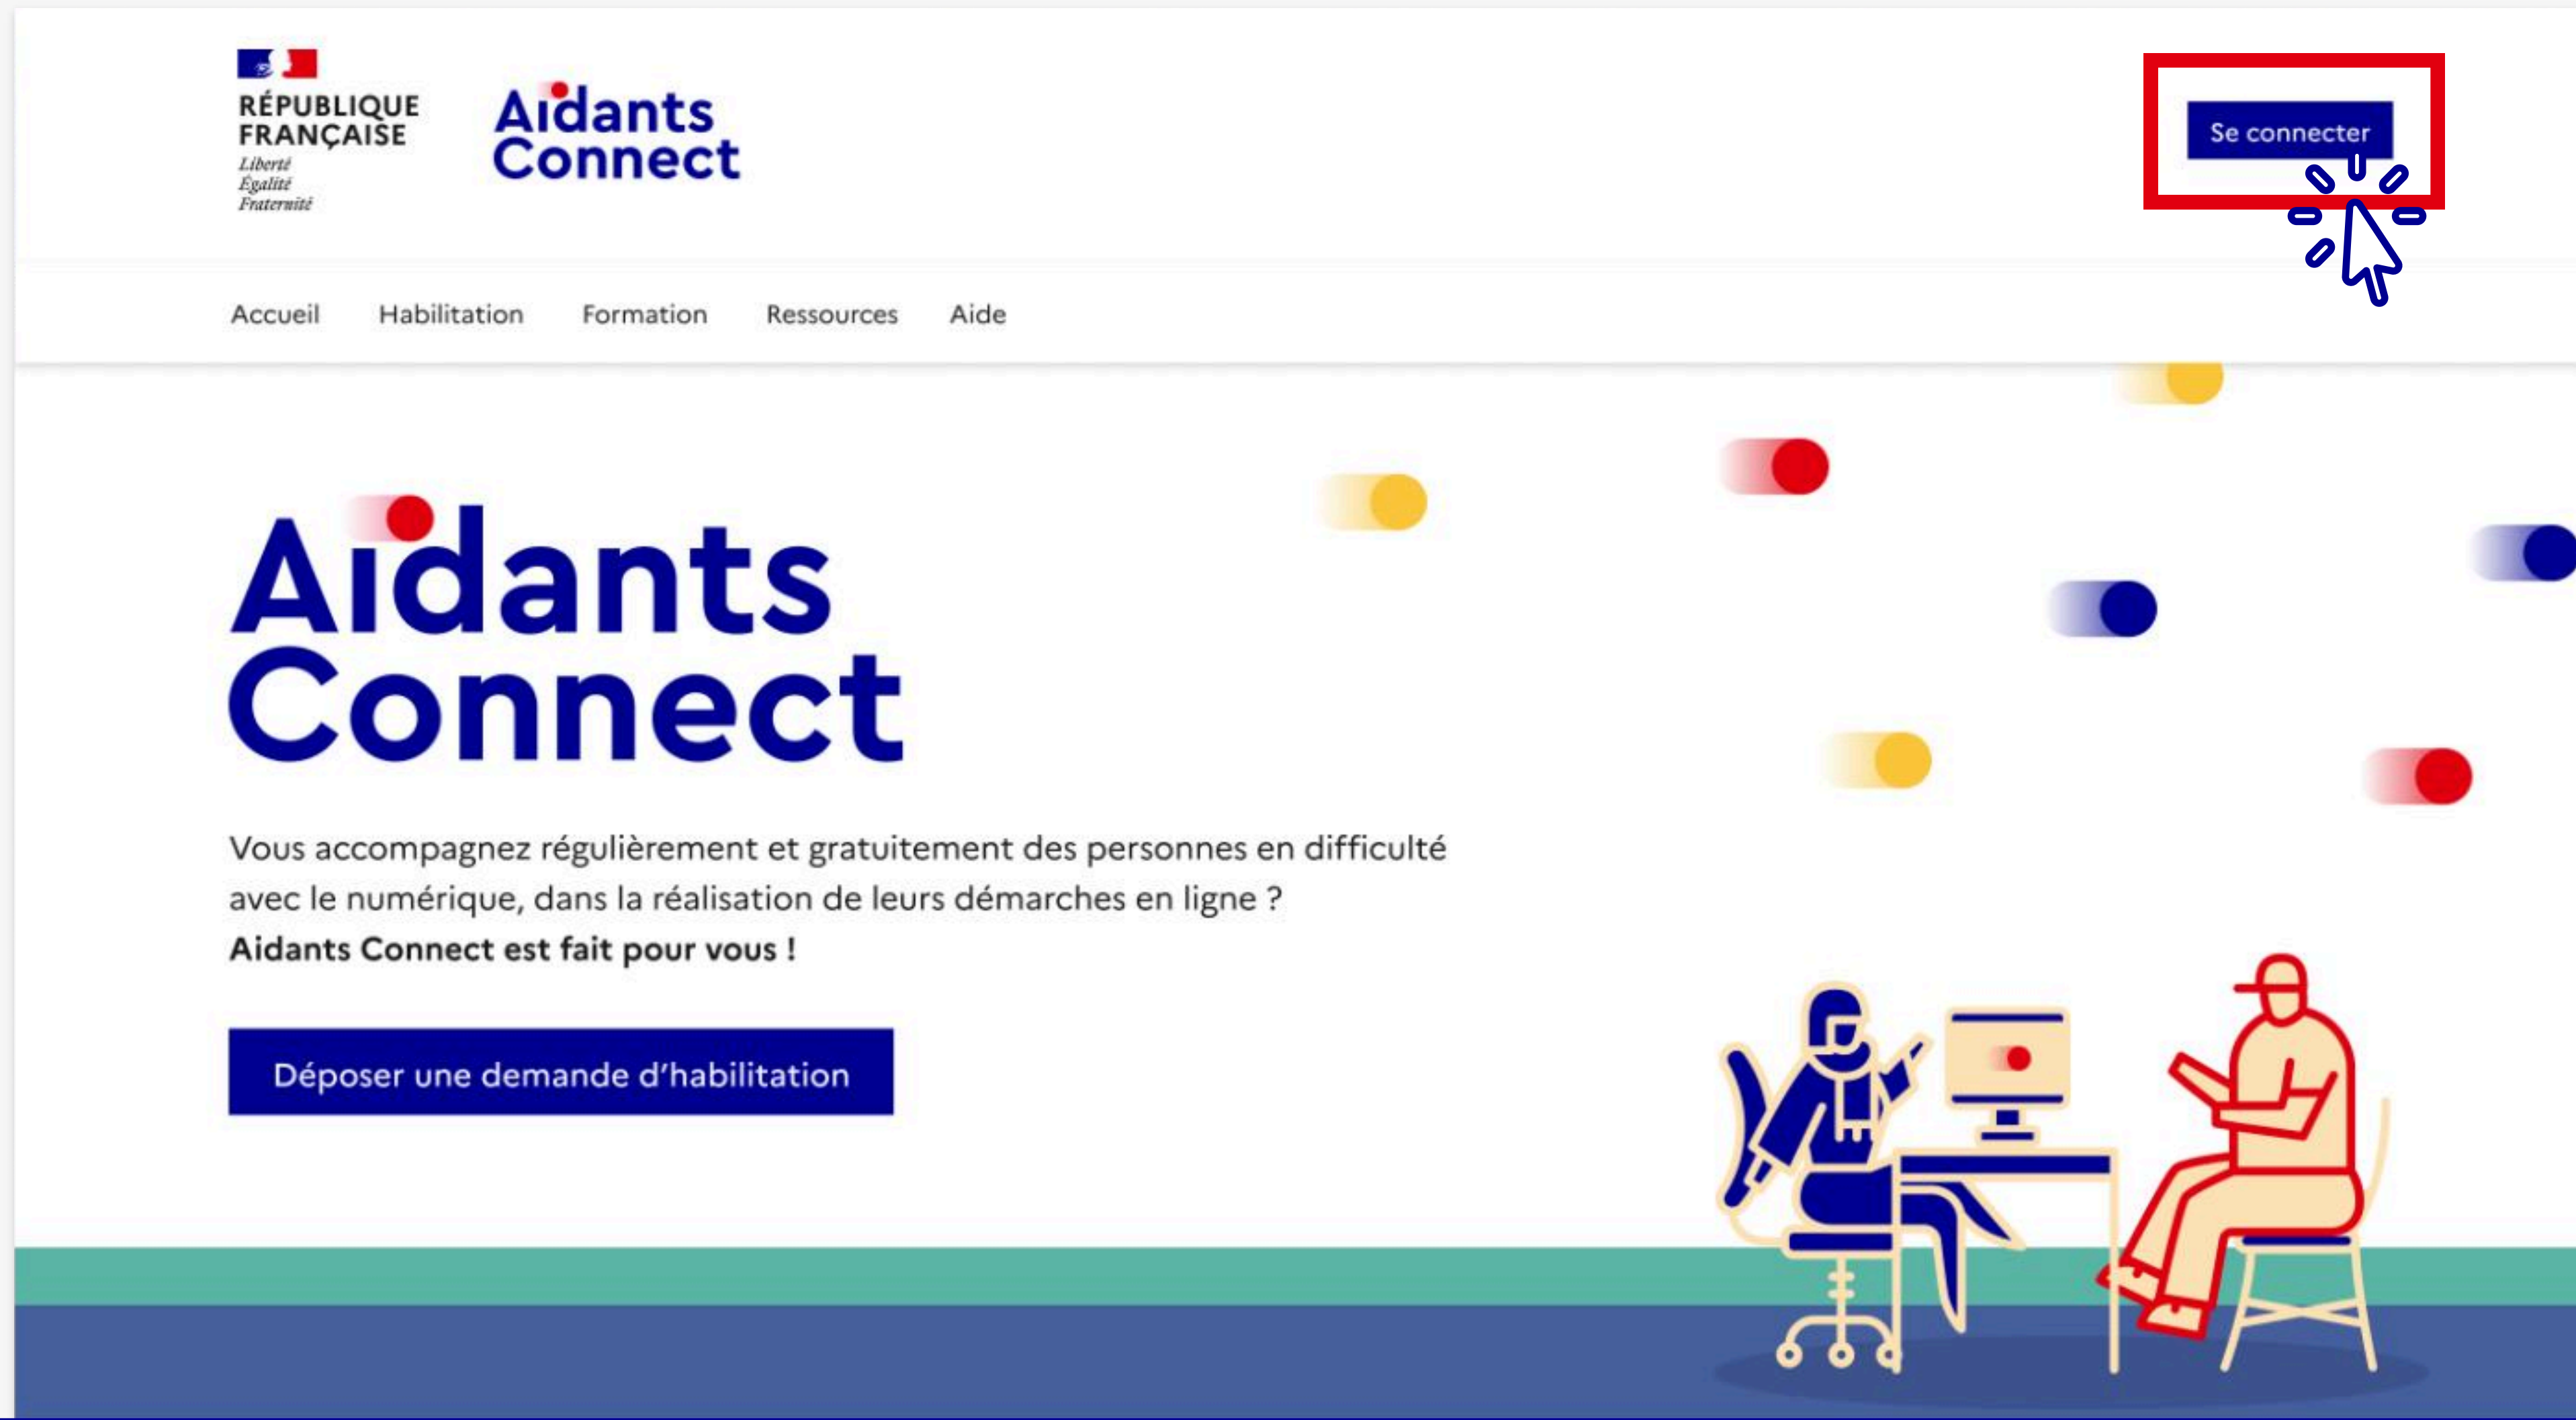 RÉPUBLIQUE
FRANÇAISE
Liberté
Égalité
Fraternité
Aidants
Connect
Se connecter
Accueil Habilitation Formation Ressources Aide
Aidants
Connect
Vous accompagnez régulièrement et gratuitement des personnes en difficulté
avec le numérique, dans la réalisation de leurs démarches en ligne ?
Aidants Connect est fait pour vous !
Déposer une demande d'habilitation